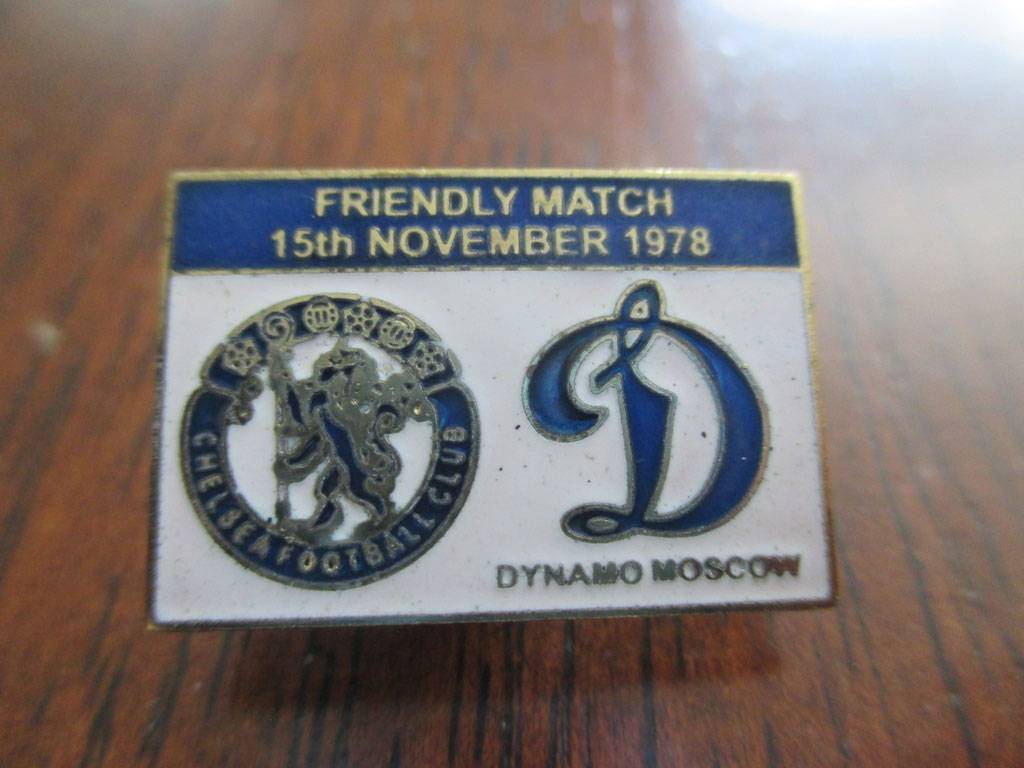 FRIENDLY MATCH
15th NOVEMBER 1978
CHELSEA FOOTBALL CLUB
D
DYNAMO MOSCOW